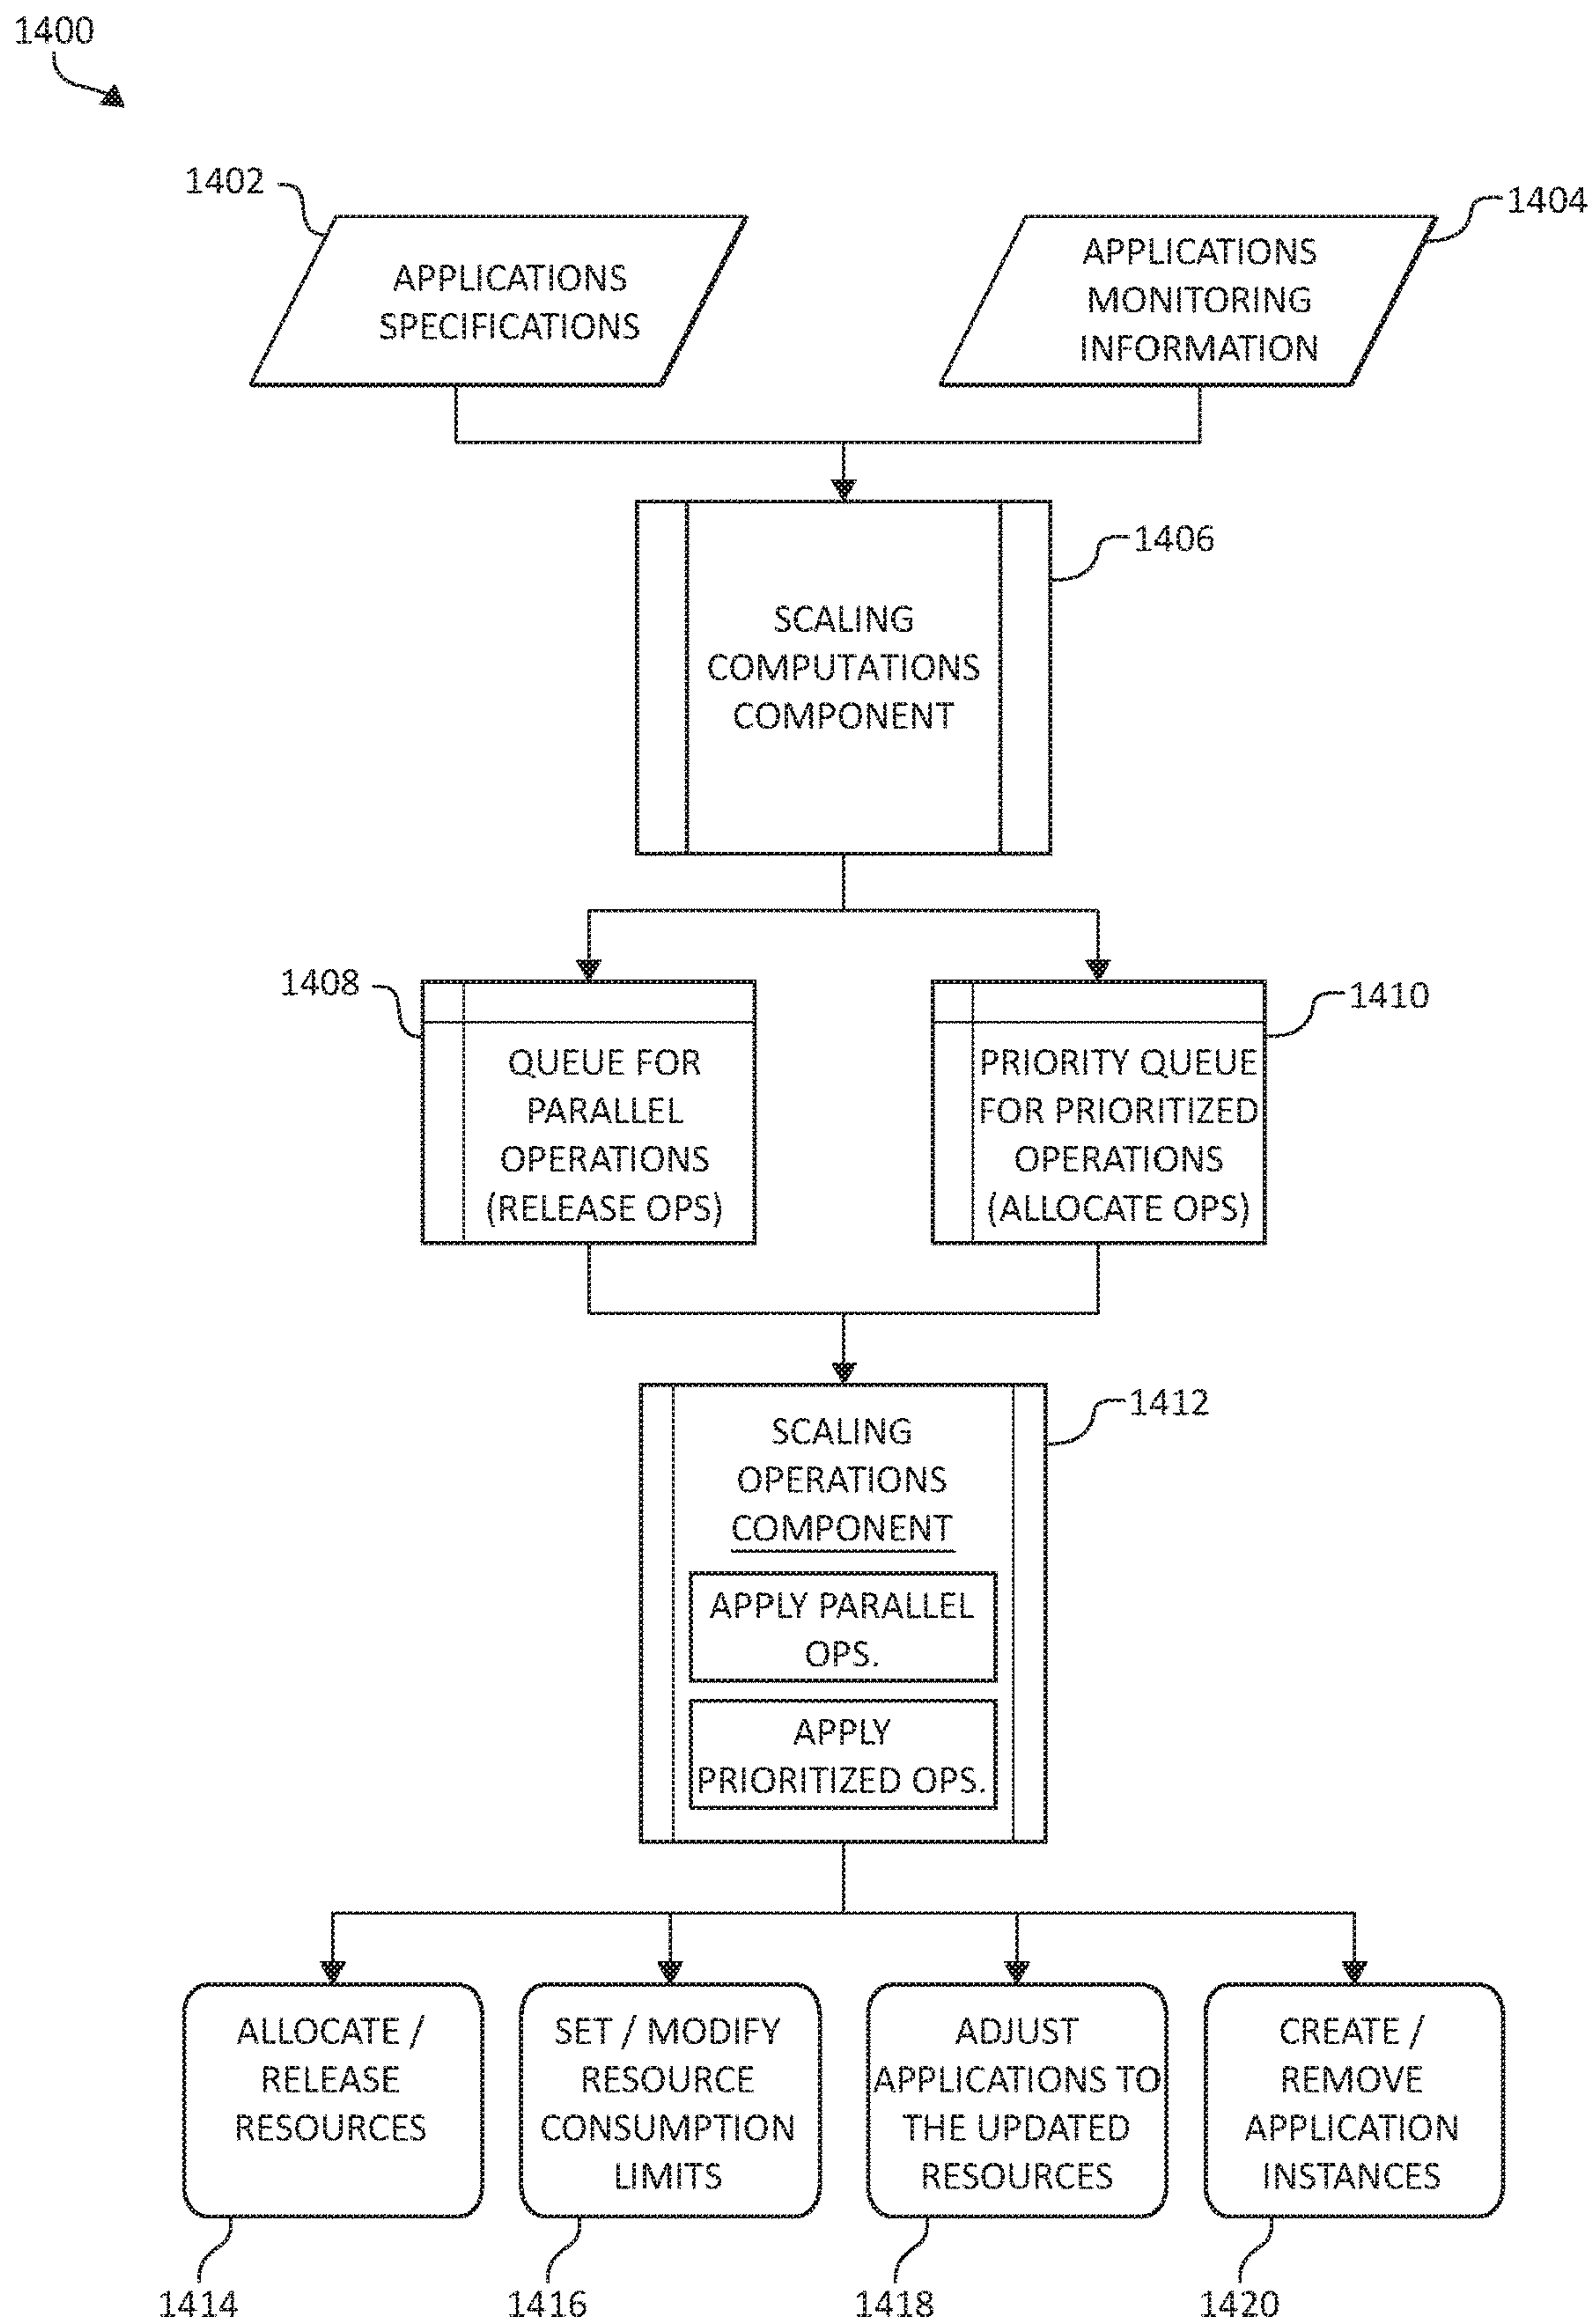 1400
1402
1404
APPLICATIONS
SPECIFICATIONS
APPLICATIONS
MONITORING
INFORMATION
1406
SCALING
COMPUTATIONS
COMPONENT
1408
1410
QUEUE FOR
PARALLEL
OPERATIONS
(RELEASE OPS)
PRIORITY QUEUE
FOR PRIORITIZED
OPERATIONS
(ALLOCATE OPS)
1412
SCALING
OPERATIONS
COMPONENT
APPLY PARALLEL
OPS.
APPLY
PRIORITIZED OPS.
ALLOCATE /
RELEASE
RESOURCES
SET / MODIFY
RESOURCE
CONSUMPTION
LIMITS
ADJUST
APPLICATIONS TO
THE UPDATED
RESOURCES
CREATE /
REMOVE
APPLICATION
INSTANCES
1414
1416
1418
1420